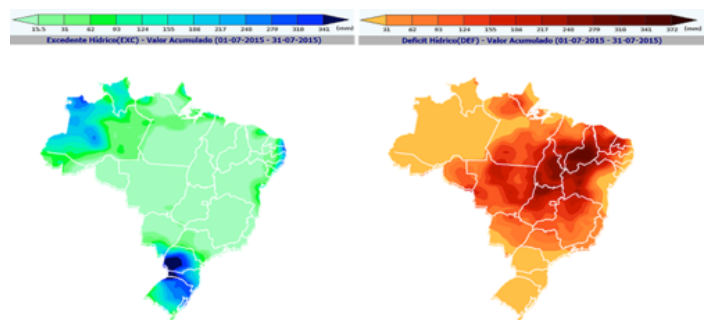 15.5 31 62 93 124 155 186 217 248 279 310 341 (mm)
Excedente Hídrico(EXC) - Valor Acumulado (01-07-2015 - 31-07-2015)
31 62 93 124 155 186 217 248 279 310 341 372 (mm)
Deficit Hídrico(DEF) - Valor Acumulado (01-07-2015 - 31-07-2015)